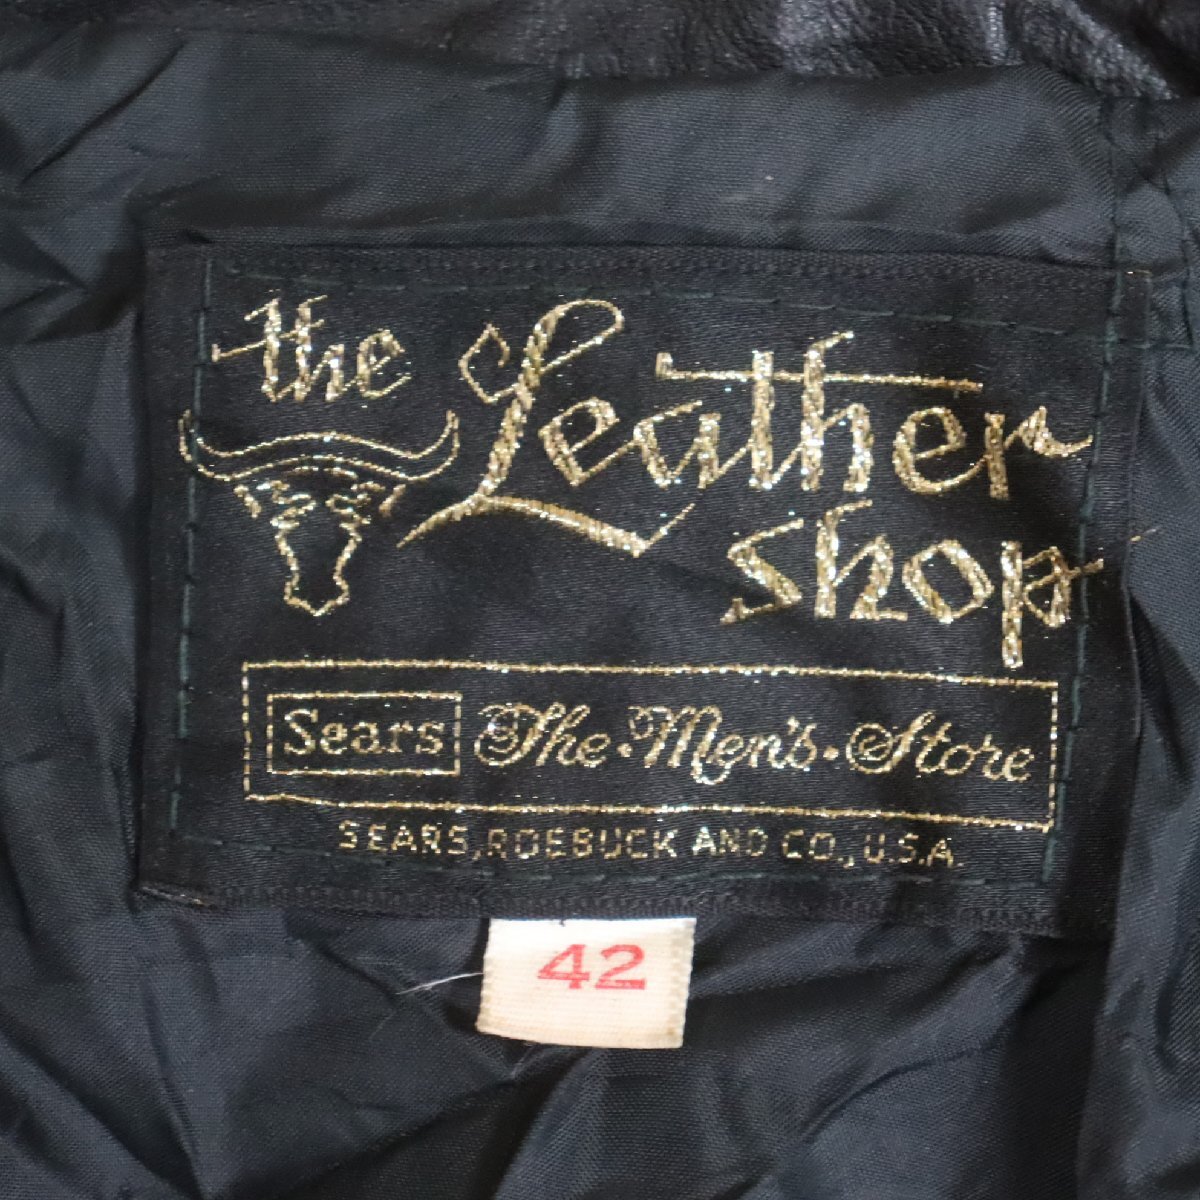 the Leather
Shop
Sears The·Men's·Store
SEARS, ROEBUCK AND CO., U.S.A.
42